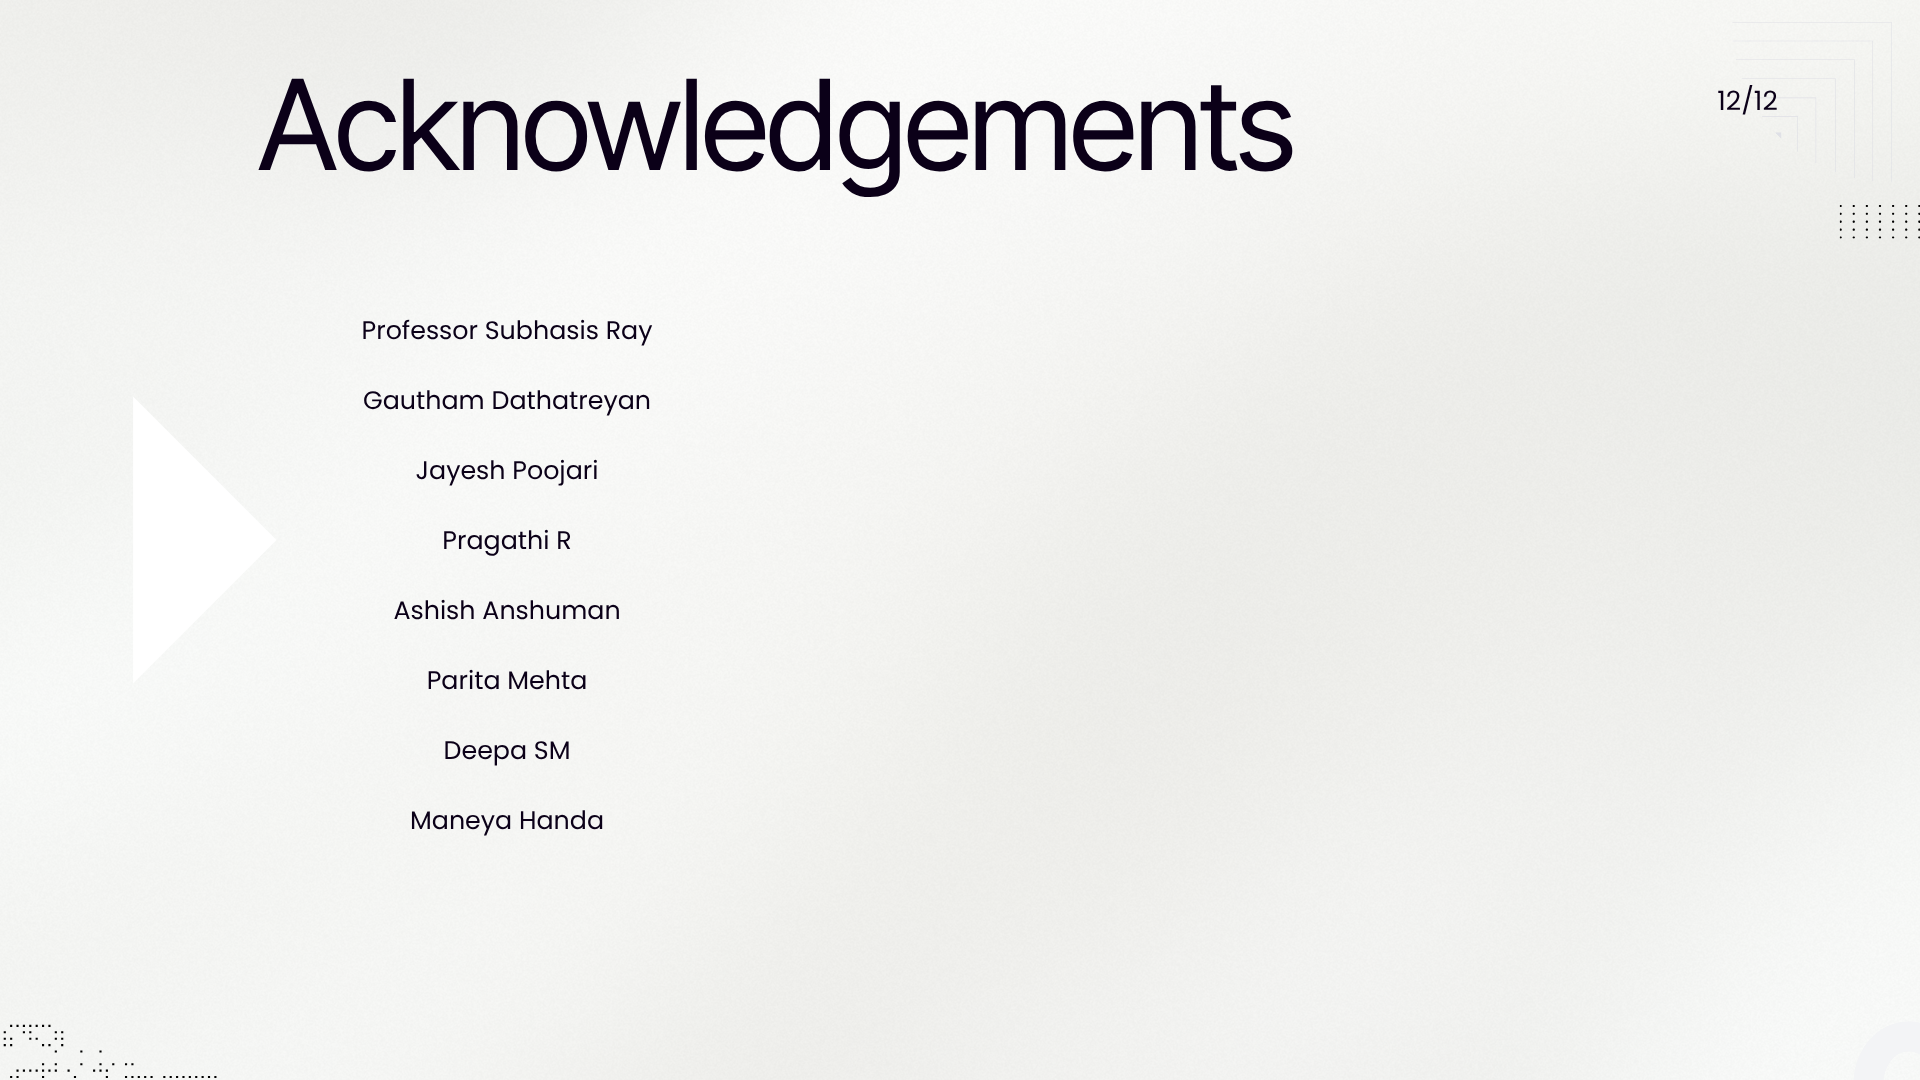 Acknowledgements
12/12
Professor Subhasis Ray
Gautham Dathatreyan
Jayesh Poojari
Pragathi R
Ashish Anshuman
Parita Mehta
Deepa SM
Maneya Handa